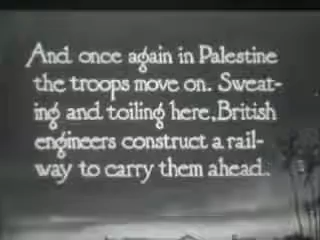 And once again in Palestine
the troops move on. Sweat-
ing and toiling here, British
engineers construct a rail-
way to carry them ahead.